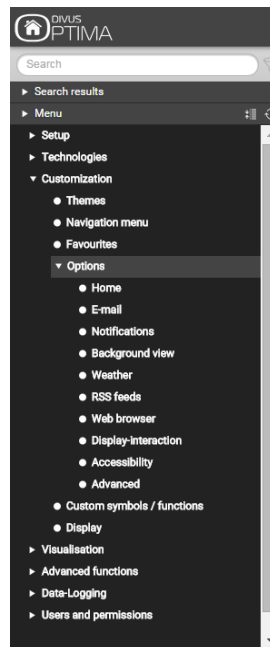 DIVUS
OPTIMA
Search
Search results
Menu
Setup
Technologies
Customization
Themes
Navigation menu
Favourites
Options
Home
E-mail
Notifications
Background view
Weather
RSS feeds
Web browser
Display-interaction
Accessibility
Advanced
Custom symbols / functions
Display
Visualisation
Advanced functions
Data-Logging
Users and permissions